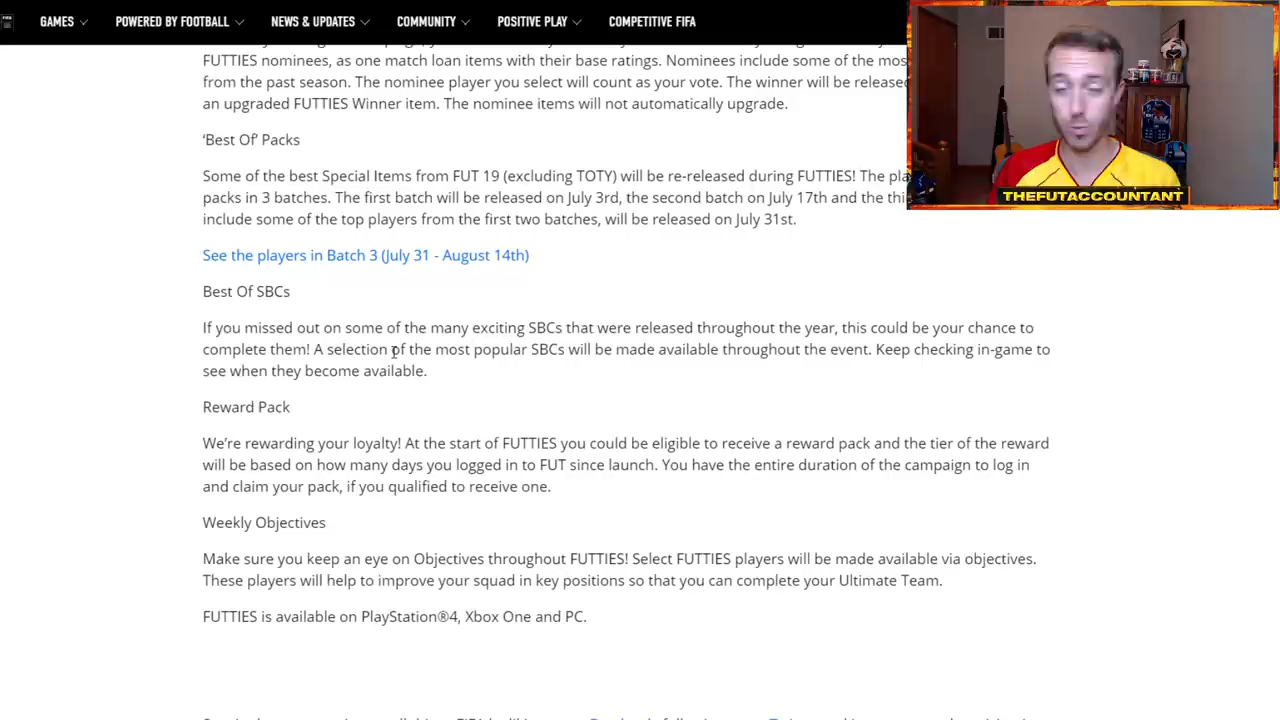 GAMES POWERED BY FOOTBALL NEWS & UPDATES COMMUNITY POSITIVE PLAY COMPETITIVE FIFA
FUTTIES nominees, as one match loan items with their base ratings. Nominees include some of the mos
from the past season. The nominee player you select will count as your vote. The winner will be released
an upgraded FUTTIES Winner item. The nominee items will not automatically upgrade.
‘Best Of’ Packs
Some of the best Special Items from FUT 19 (excluding TOTY) will be re-released during FUTTIES! The pla
packs in 3 batches. The first batch will be released on July 3rd, the second batch on July 17th and the thi
include some of the top players from the first two batches, will be released on July 31st.
THEFUTACCOUNTANT
See the players in Batch 3 (July 31 - August 14th)
Best Of SBCs
If you missed out on some of the many exciting SBCs that were released throughout the year, this could be your chance to
complete them! A selection of the most popular SBCs will be made available throughout the event. Keep checking in-game to
see when they become available.
Reward Pack
We’re rewarding your loyalty! At the start of FUTTIES you could be eligible to receive a reward pack and the tier of the reward
will be based on how many days you logged in to FUT since launch. You have the entire duration of the campaign to log in
and claim your pack, if you qualified to receive one.
Weekly Objectives
Make sure you keep an eye on Objectives throughout FUTTIES! Select FUTTIES players will be made available via objectives.
These players will help to improve your squad in key positions so that you can complete your Ultimate Team.
FUTTIES is available on PlayStation®4, Xbox One and PC.